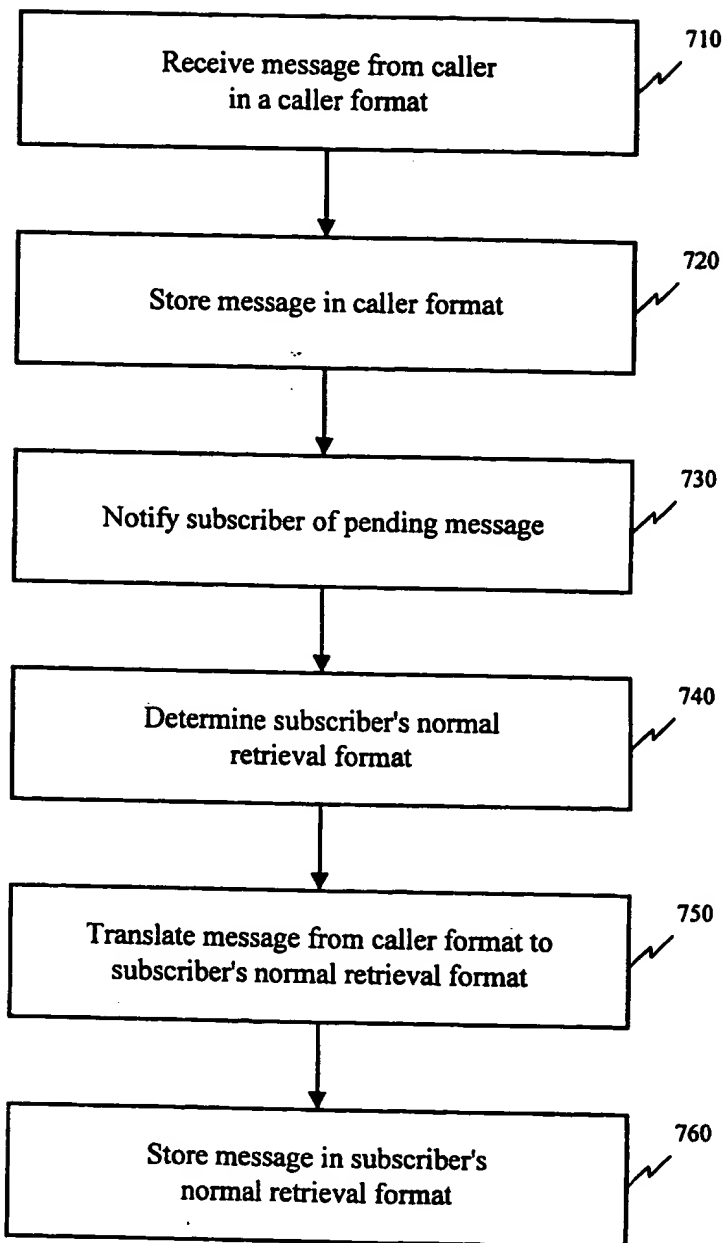 Receive message from caller
in a caller format
710
Store message in caller format
720
Notify subscriber of pending message
730
Determine subscriber's normal
retrieval format
740
Translate message from caller format to
subscriber's normal retrieval format
750
Store message in subscriber's
normal retrieval format
760